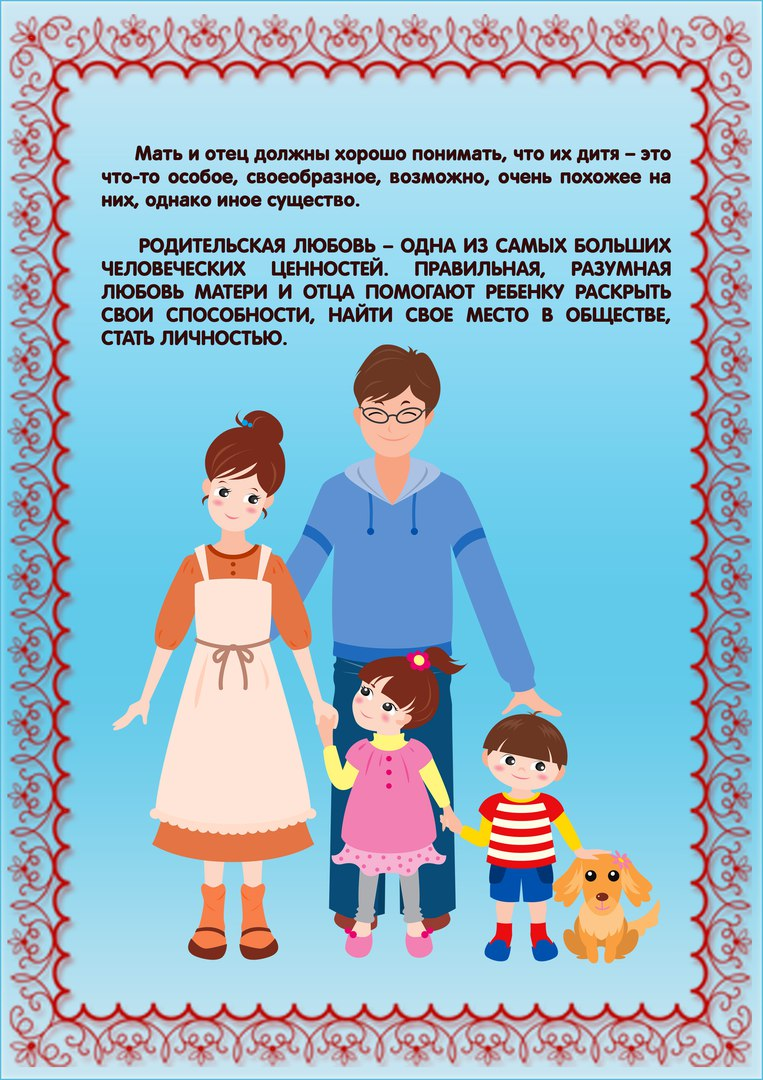 Мать и отец должны хорошо понимать, что их дитя – это
что-то особое, своеобразное, возможно, очень похожее на
них, однако иное существо.
РОДИТЕЛЬСКАЯ ЛЮБОВЬ – ОДНА ИЗ САМЫХ БОЛЬШИХ
ЧЕЛОВЕЧЕСКИХ ЦЕННОСТЕЙ. ПРАВИЛЬНАЯ, РАЗУМНАЯ
ЛЮБОВЬ МАТЕРИ И ОТЦА ПОМОГАЮТ РЕБЕНКУ РАСКРЫТЬ
СВОИ СПОСОБНОСТИ, НАЙТИ СВОЕ МЕСТО В ОБЩЕСТВЕ,
СТАТЬ ЛИЧНОСТЬЮ.